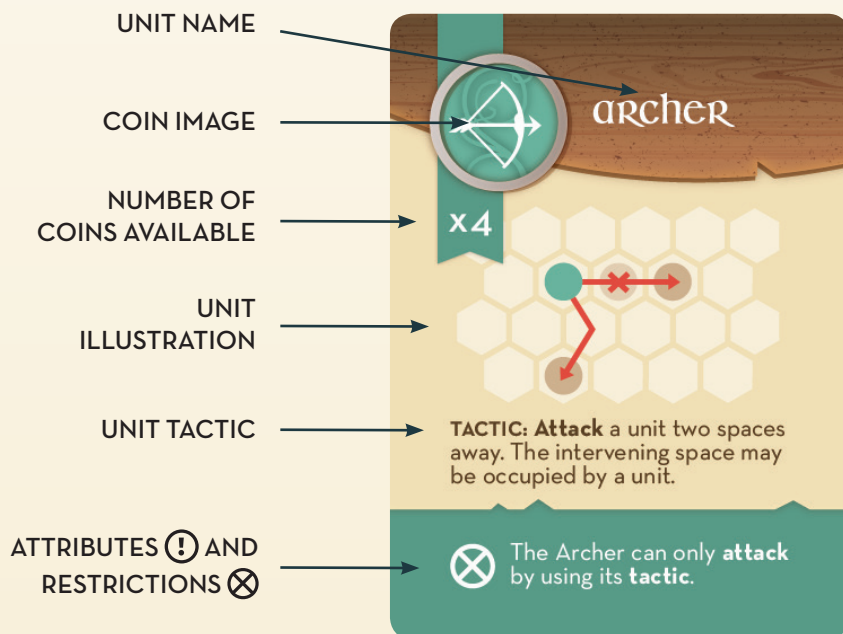 UNIT NAME
COIN IMAGE
NUMBER OF
COINS AVAILABLE
UNIT
ILLUSTRATION
UNIT TACTIC
ATTRIBUTES ! AND
RESTRICTIONS
ARCHER
x4
TACTIC: Attack a unit two spaces
away. The intervening space may
be occupied by a unit.
The Archer can only attack
by using its tactic.